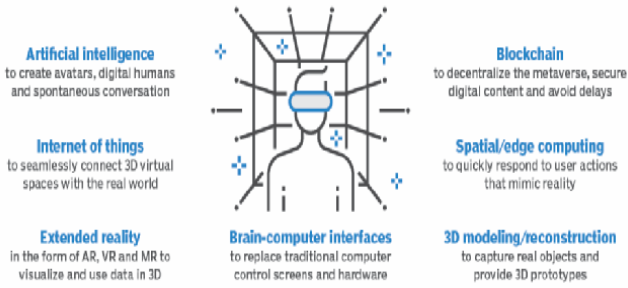 Artificial intelligence
to create avatars, digital humans
and spontaneous conversation
Blockchain
to decentralize the metaverse, secure
digital content and avoid delays
Internet of things
to seamlessly connect 3D virtual
spaces with the real world
Spatial/edge computing
to quickly respond to user actions
that mimic reality
Extended reality
in the form of AR, VR and MR to
visualize and use data in 3D
Brain-computer interfaces
to replace traditional computer
control screens and hardware
3D modeling/reconstruction
to capture real objects and
provide 3D prototypes